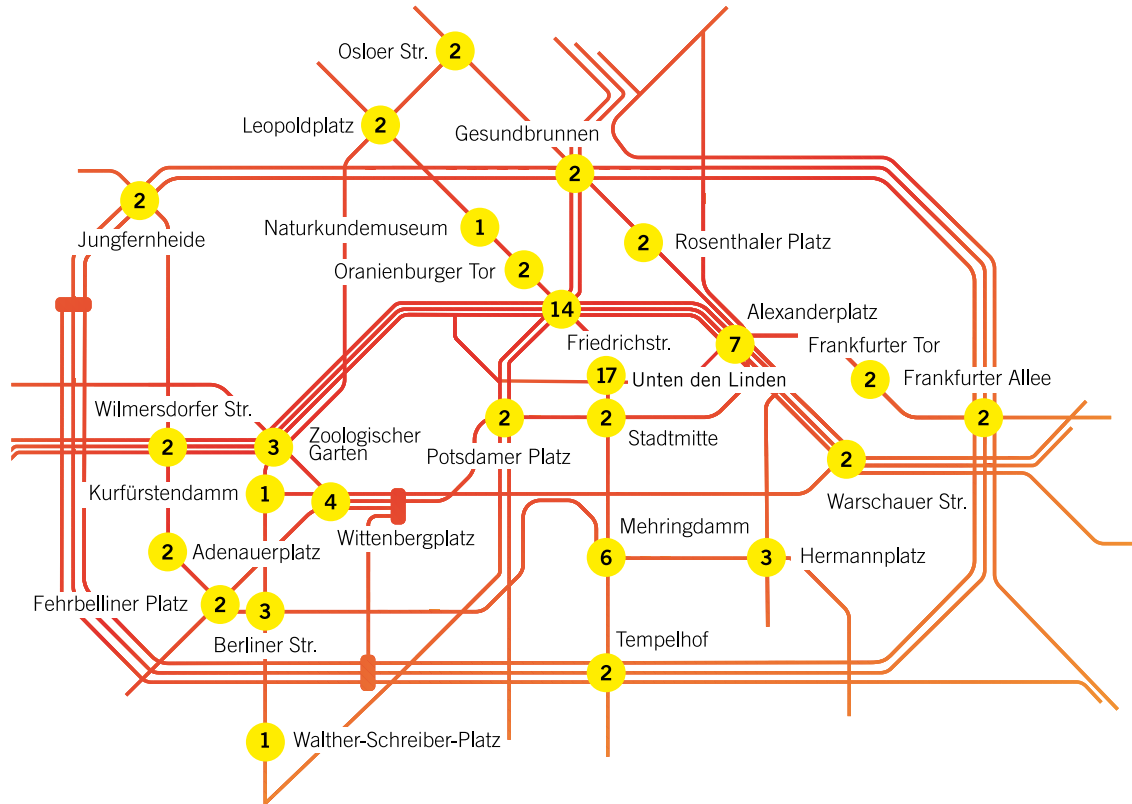 Osloer Str.
2
Leopoldplatz
2
Gesundbrunnen
2
2
Jungfernheide
Naturkundemuseum
1
2
Rosenthaler Platz
Oranienburger Tor
2
14
Friedrichstr.
Alexanderplatz
7
Frankfurter Tor
2
17
Unten den Linden
Frankfurter Allee
2
Wilmersdorfer Str.
2
3
Zoologischer
Garten
2
Potsdamer Platz
2
Stadtmitte
2
Warschauer Str.
Kurfürstendamm
1
4
Wittenbergplatz
Mehringdamm
6
3
Hermannplatz
2
Adenauerplatz
Fehrbelliner Platz
2
3
Berliner Str.
Tempelhof
2
1
Walther-Schreiber-Platz